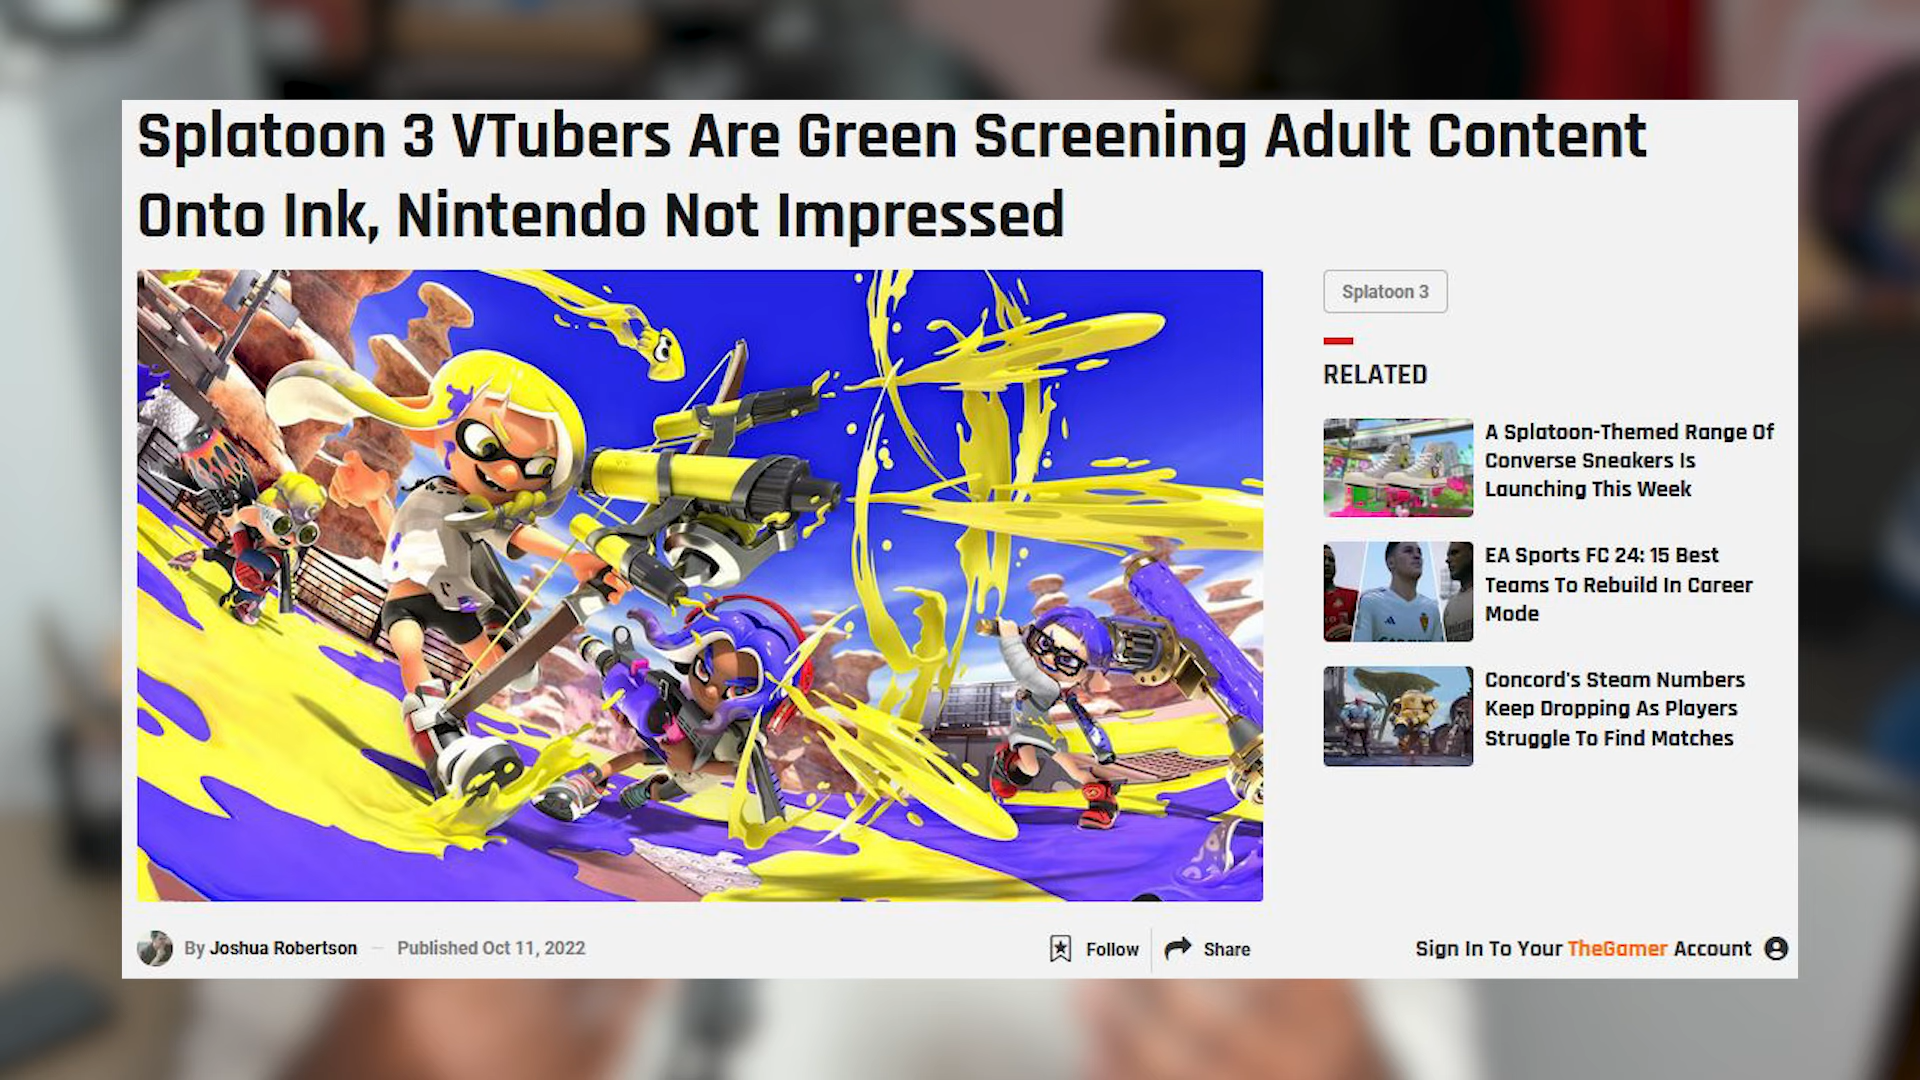 Splatoon 3 VTubers Are Green Screening Adult Content
Onto Ink, Nintendo Not Impressed
Splatoon 3
RELATED
A Splatoon-Themed Range Of
Converse Sneakers Is
Launching This Week
EA Sports FC 24: 15 Best
Teams To Rebuild In Career
Mode
Concord's Steam Numbers
Keep Dropping As Players
Struggle To Find Matches
By Joshua Robertson — Published Oct 11, 2022
Follow
Share
Sign In To Your TheGamer Account